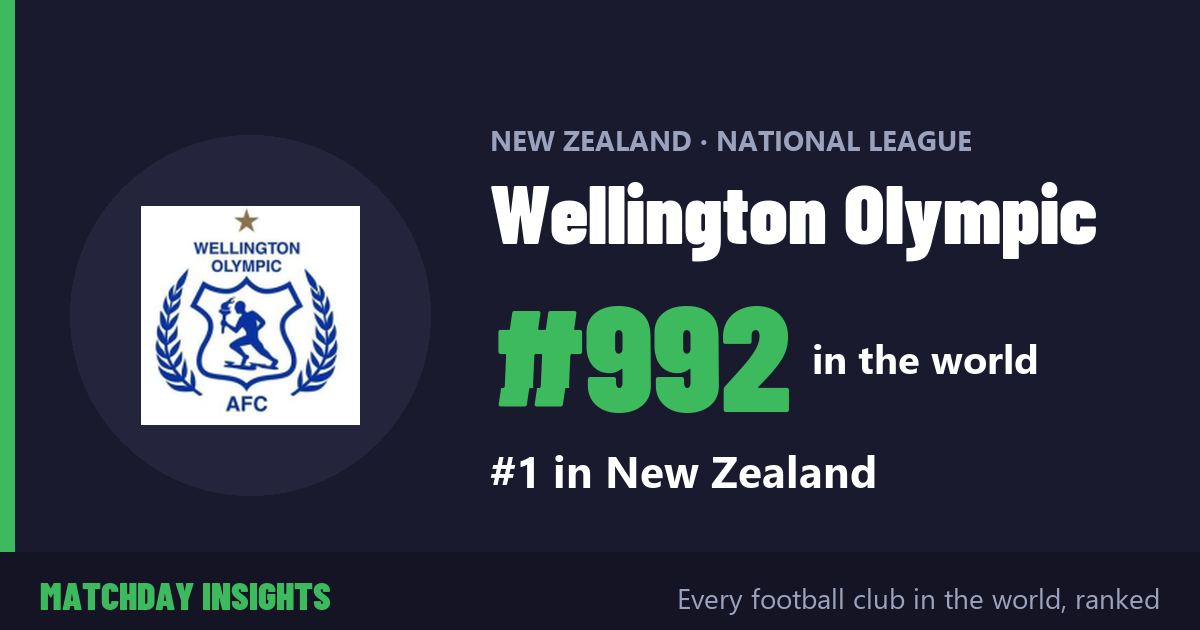 NEW ZEALAND · NATIONAL LEAGUE
Wellington Olympic
WELLINGTON
OLYMPIC
AFC
#992 in the world
#1 in New Zealand
MATCHDAY INSIGHTS
Every football club in the world, ranked